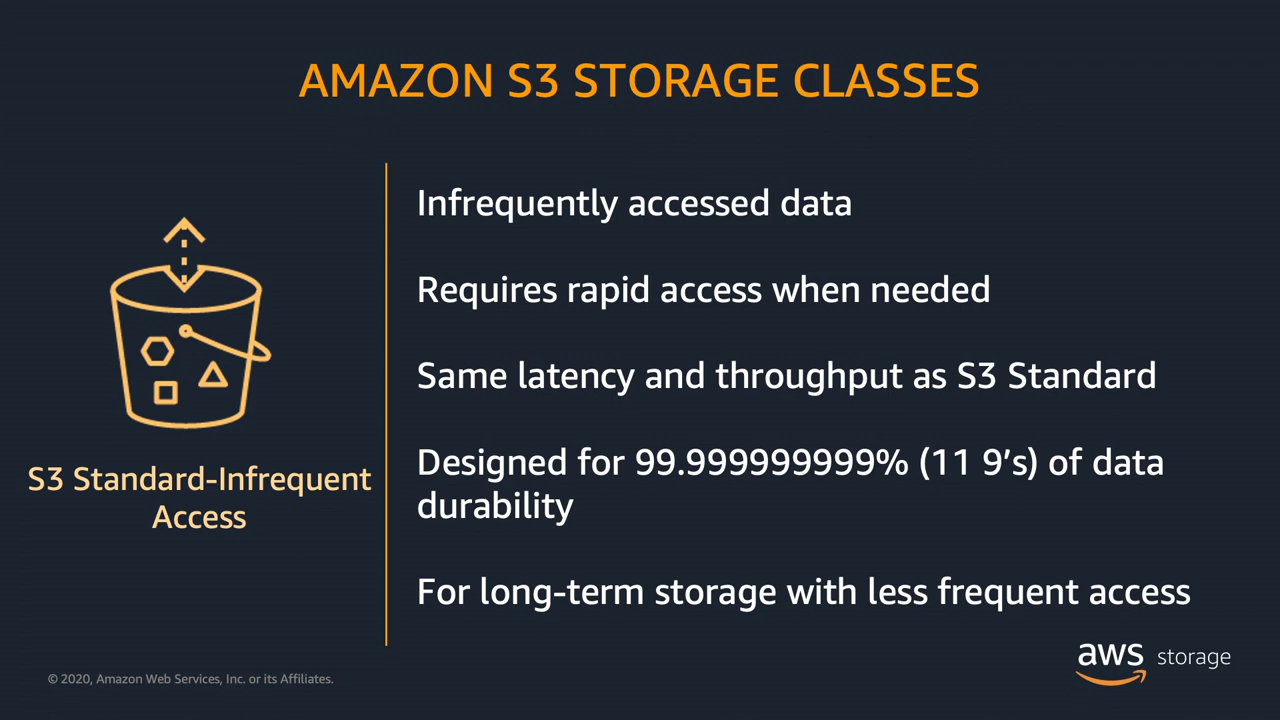 AMAZON S3 STORAGE CLASSES
S3 Standard-Infrequent
Access
Infrequently accessed data
Requires rapid access when needed
Same latency and throughput as S3 Standard
Designed for 99.999999999% (11 9’s) of data
durability
For long-term storage with less frequent access
© 2020, Amazon Web Services, Inc. or its Affiliates.
aws storage